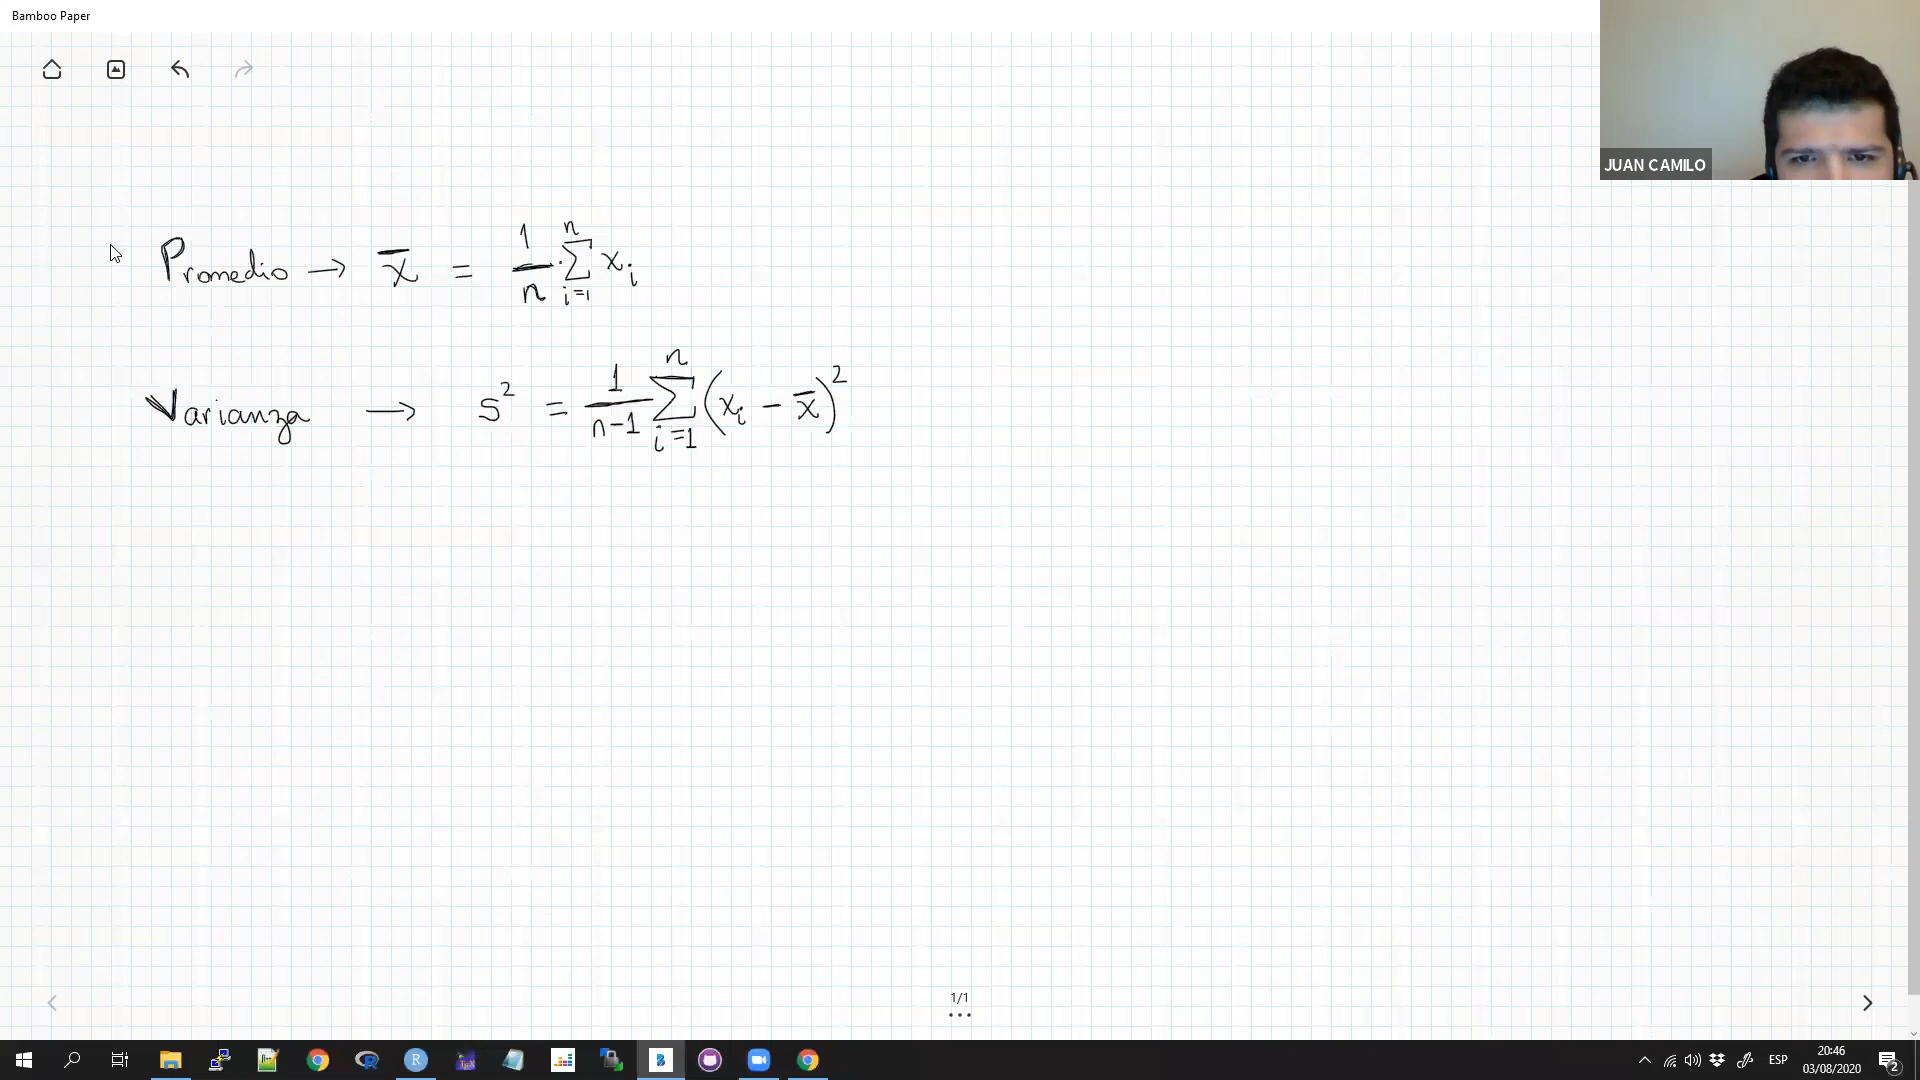 Bamboo Paper
JUAN CAMILO
Promedio → x̄ = 1/n · ∑_{i=1}^{n} x_i
Varianza → s² = 1/(n-1) ∑_{i=1}^{n} (x_i - x̄)²
1/1
ESP
20:46
03/08/2020
2